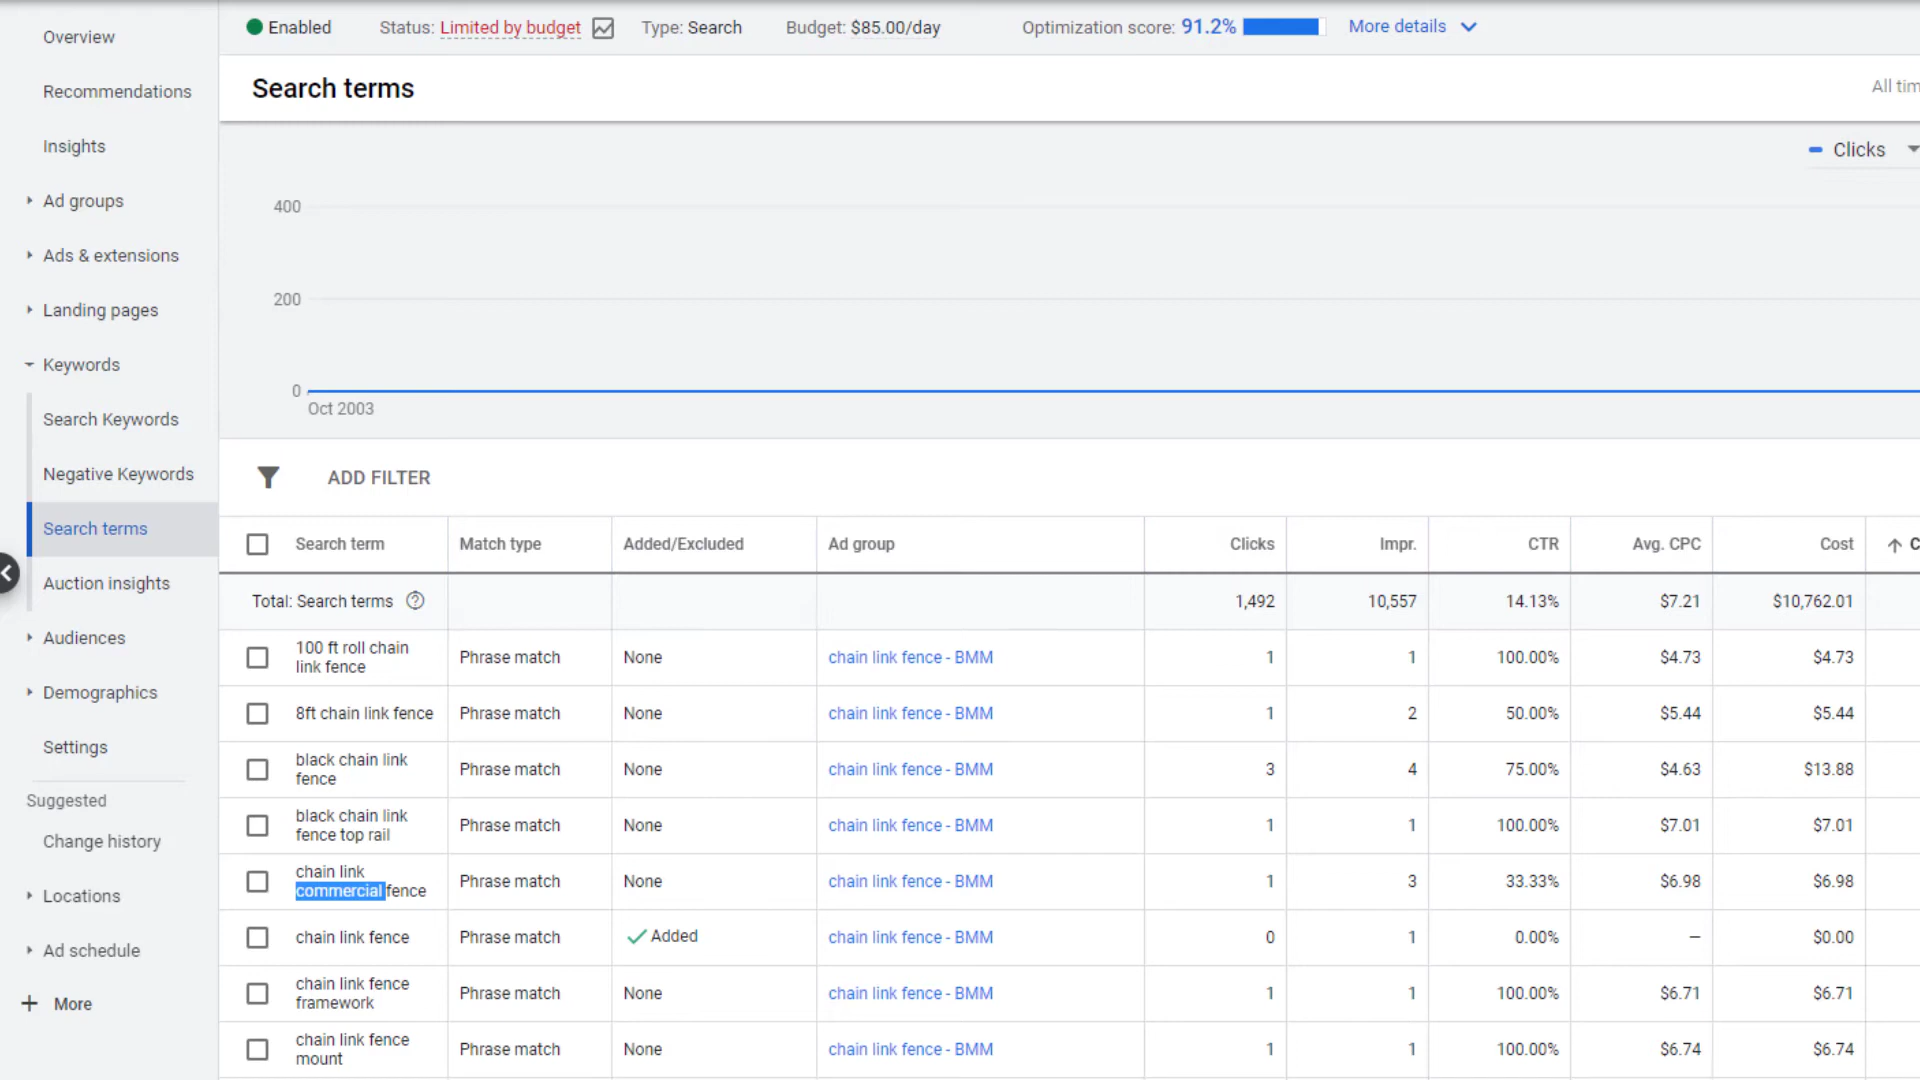 Overview
Recommendations
Insights
Ad groups
Ads & extensions
Landing pages
Keywords
Search Keywords
Negative Keywords
Search terms
Auction insights
Audiences
Demographics
Settings
Suggested
Change history
Locations
Ad schedule
More
Enabled Status: Limited by budget Type: Search Budget: $85.00/day Optimization score: 91.2% More details
Search terms
All tim
Clicks
400
200
0
Oct 2003
ADD FILTER
Search term Match type Added/Excluded Ad group Clicks Impr. CTR Avg. CPC Cost C
Total: Search terms 1,492 10,557 14.13% $7.21 $10,762.01
100 ft roll chain
link fence Phrase match None chain link fence - BMM 1 1 100.00% $4.73 $4.73
8ft chain link fence Phrase match None chain link fence - BMM 1 2 50.00% $5.44 $5.44
black chain link
fence Phrase match None chain link fence - BMM 3 4 75.00% $4.63 $13.88
black chain link
fence top rail Phrase match None chain link fence - BMM 1 1 100.00% $7.01 $7.01
chain link
commercial fence Phrase match None chain link fence - BMM 1 3 33.33% $6.98 $6.98
chain link fence Phrase match Added chain link fence - BMM 0 1 0.00% – $0.00
chain link fence
framework Phrase match None chain link fence - BMM 1 1 100.00% $6.71 $6.71
chain link fence
mount Phrase match None chain link fence - BMM 1 1 100.00% $6.74 $6.74